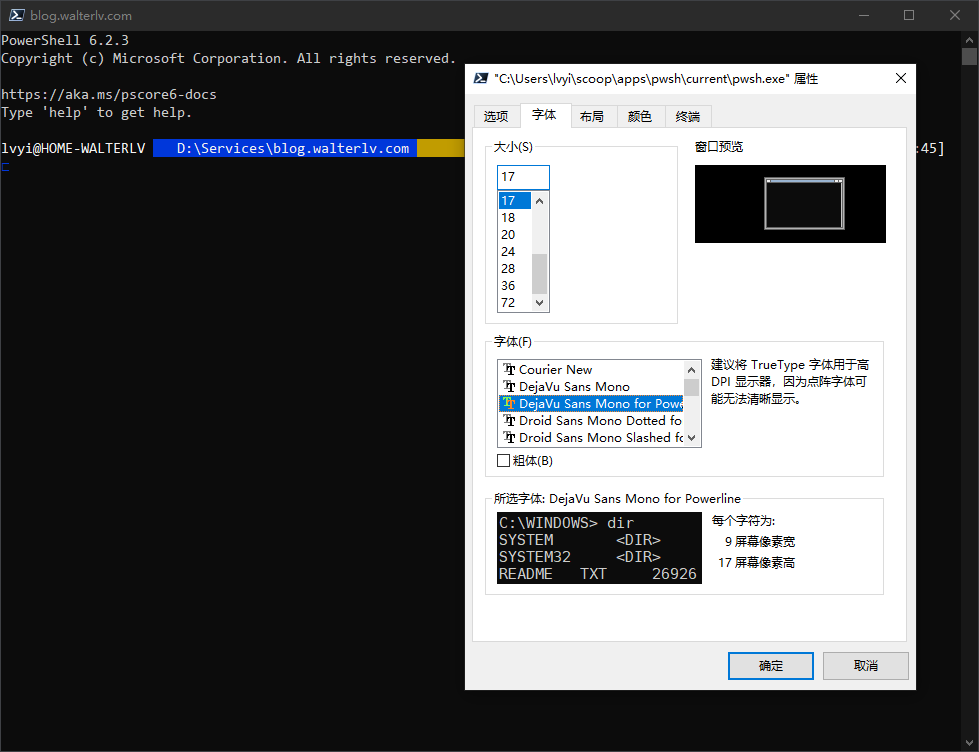 blog.walterlv.com
PowerShell 6.2.3
Copyright (c) Microsoft Corporation. All rights reserved.
https://aka.ms/pscore6-docs
Type 'help' to get help.
lvyi@HOME-WALTERLV D:\Services\blog.walterlv.com :45]
"C:\Users\lvyi\scoop\apps\pwsh\current\pwsh.exe" 属性
选项 字体 布局 颜色 终端
大小(S)
17
17
18
20
24
28
36
72
窗口预览
字体(F)
Courier New
DejaVu Sans Mono
DejaVu Sans Mono for Powe
Droid Sans Mono Dotted fo
Droid Sans Mono Slashed fo
粗体(B)
建议将 TrueType 字体用于高
DPI 显示器，因为点阵字体可
能无法清晰显示。
所选字体: DejaVu Sans Mono for Powerline
C:\WINDOWS> dir
SYSTEM <DIR>
SYSTEM32 <DIR>
README TXT 26926
每个字符为:
9 屏幕像素宽
17 屏幕像素高
确定 取消